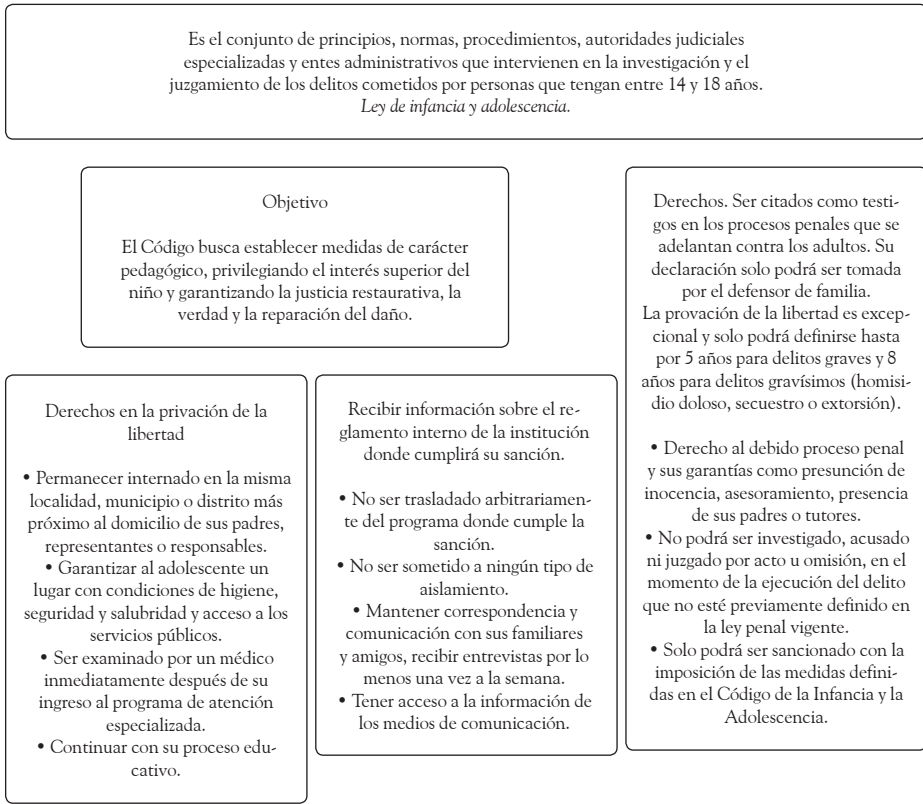 Es el conjunto de principios, normas, procedimientos, autoridades judiciales
especializadas y entes administrativos que intervienen en la investigación y el
juzgamiento de los delitos cometidos por personas que tengan entre 14 y 18 años.
Ley de infancia y adolescencia.
Objetivo
El Código busca establecer medidas de carácter
pedagógico, privilegiando el interés superior del
niño y garantizando la justicia restaurativa, la
verdad y la reparación del daño.
Derechos. Ser citados como testi-
gos en los procesos penales que se
adelantan contra los adultos. Su
declaración solo podrá ser tomada
por el defensor de familia.
La provación de la libertad es excep-
cional y solo podrá definirse hasta
por 5 años para delitos graves y 8
años para delitos gravísimos (homisi-
dio doloso, secuestro o extorsión).
• Derecho al debido proceso penal
y sus garantías como presunción de
inocencia, asesoramiento, presencia
de sus padres o tutores.
• No podrá ser investigado, acusado
ni juzgado por acto u omisión, en el
momento de la ejecución del delito
que no esté previamente definido en
la ley penal vigente.
• Solo podrá ser sancionado con la
imposición de las medidas defini-
das en el Código de la Infancia y la
Adolescencia.
Derechos en la privación de la
libertad
• Permanecer internado en la misma
localidad, municipio o distrito más
próximo al domicilio de sus padres,
representantes o responsables.
• Garantizar al adolescente un
lugar con condiciones de higiene,
seguridad y salubridad y acceso a los
servicios públicos.
• Ser examinado por un médico
inmediatamente después de su
ingreso al programa de atención
especializada.
• Continuar con su proceso edu-
cativo.
Recibir información sobre el re-
glamento interno de la institución
donde cumplirá su sanción.
• No ser trasladado arbitrariamen-
te del programa donde cumple la
sanción.
• No ser sometido a ningún tipo de
aislamiento.
• Mantener correspondencia y
comunicación con sus familiares
y amigos, recibir entrevistas por lo
menos una vez a la semana.
• Tener acceso a la información de
los medios de comunicación.